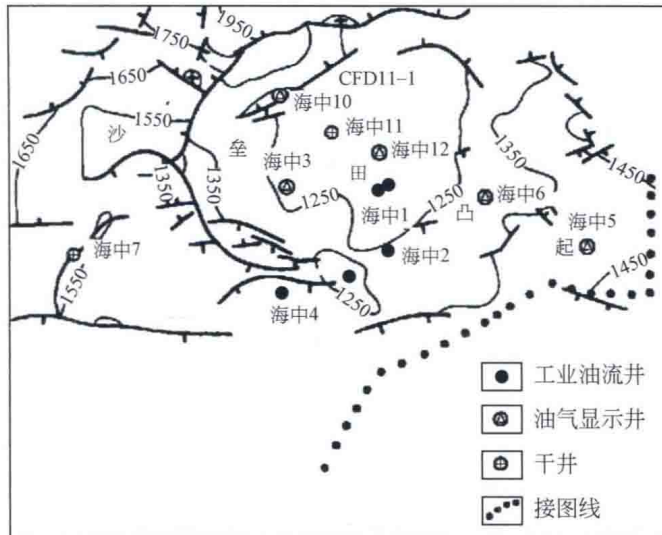 1950
1750
1650
1550
1650
沙
1350
1350
垒
CFD11-1
海中10
海中11
海中12
海中3
田
1250
海中1
1250
凸
海中6
1350
1450
海中5
起
1450
海中2
海中7
1550
海中4
1250
工业油流井
油气显示井
干井
接图线